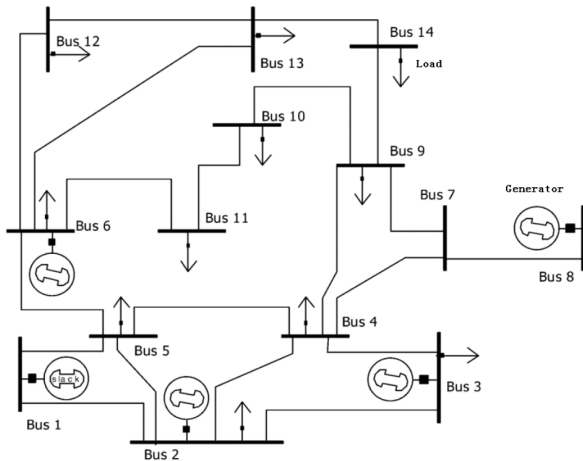 Bus 12
Bus 13
Bus 14
Load
Bus 10
Bus 9
Bus 7
Generator
Bus 6
Bus 11
Bus 8
Bus 5
Bus 4
slack
Bus 3
Bus 1
Bus 2